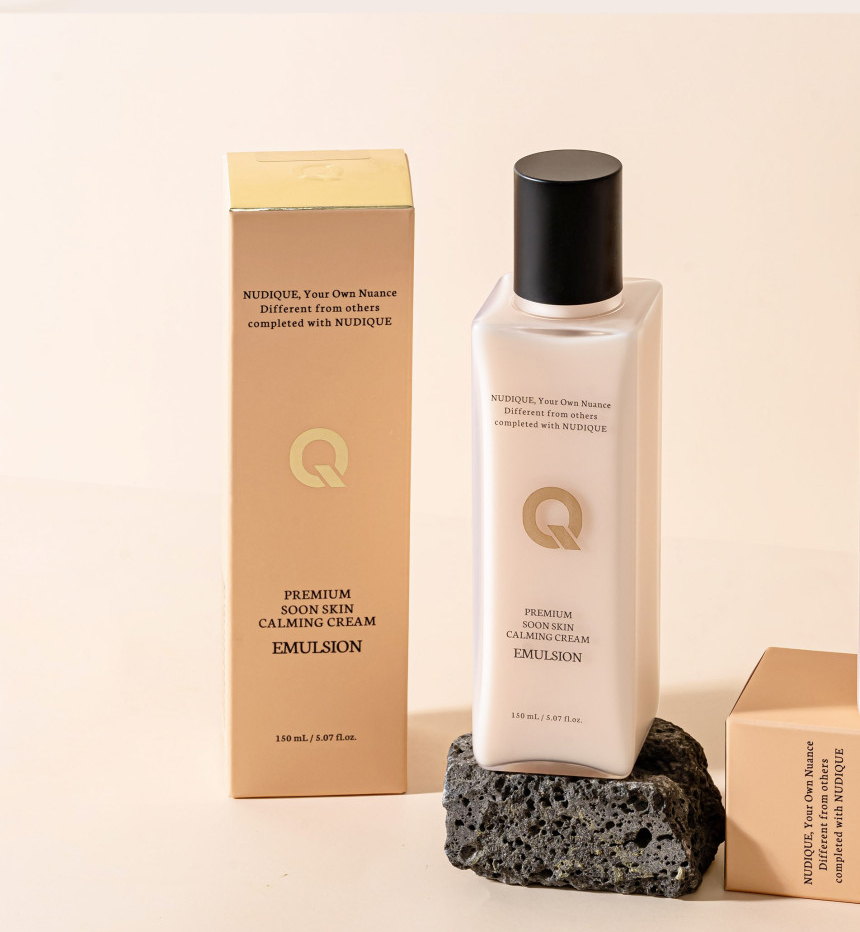 NUDIQUE, Your Own Nuance
Different from others
completed with NUDIQUE
Q
PREMIUM
SOON SKIN
CALMING CREAM
EMULSION
150 mL / 5.07 fl.oz.
NUDIQUE, Your Own Nuance
Different from others
completed with NUDIQUE
Q
PREMIUM
SOON SKIN
CALMING CREAM
EMULSION
150 mL / 5.07 fl.oz.
NUDIQUE, Your Own Nuance
Different from others
completed with NUDIQUE